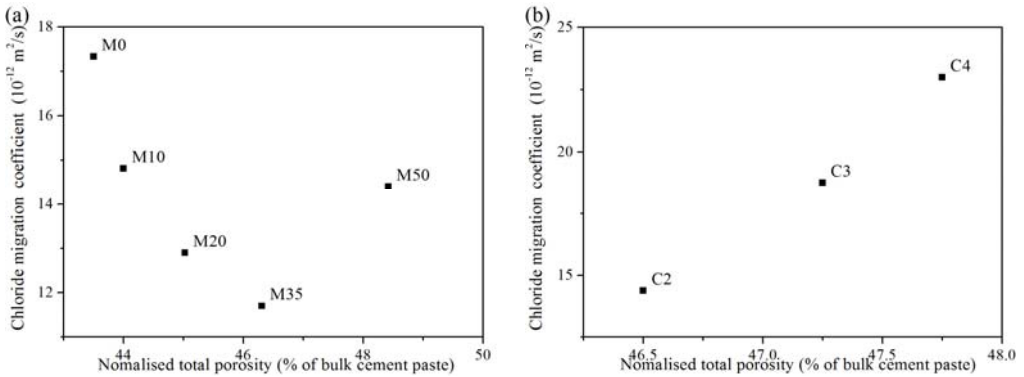 (a)
18
16
14
12
Chloride migration coefficient (10⁻¹² m²/s)
M0
M10
M20
M35
M50
44 46 48 50
Nomalised total porosity (% of bulk cement paste)
(b)
25
20
15
Chloride migration coefficient (10⁻¹² m²/s)
C4
C3
C2
46.5 47.0 47.5 48.0
Nomalised total porosity (% of bulk cement paste)